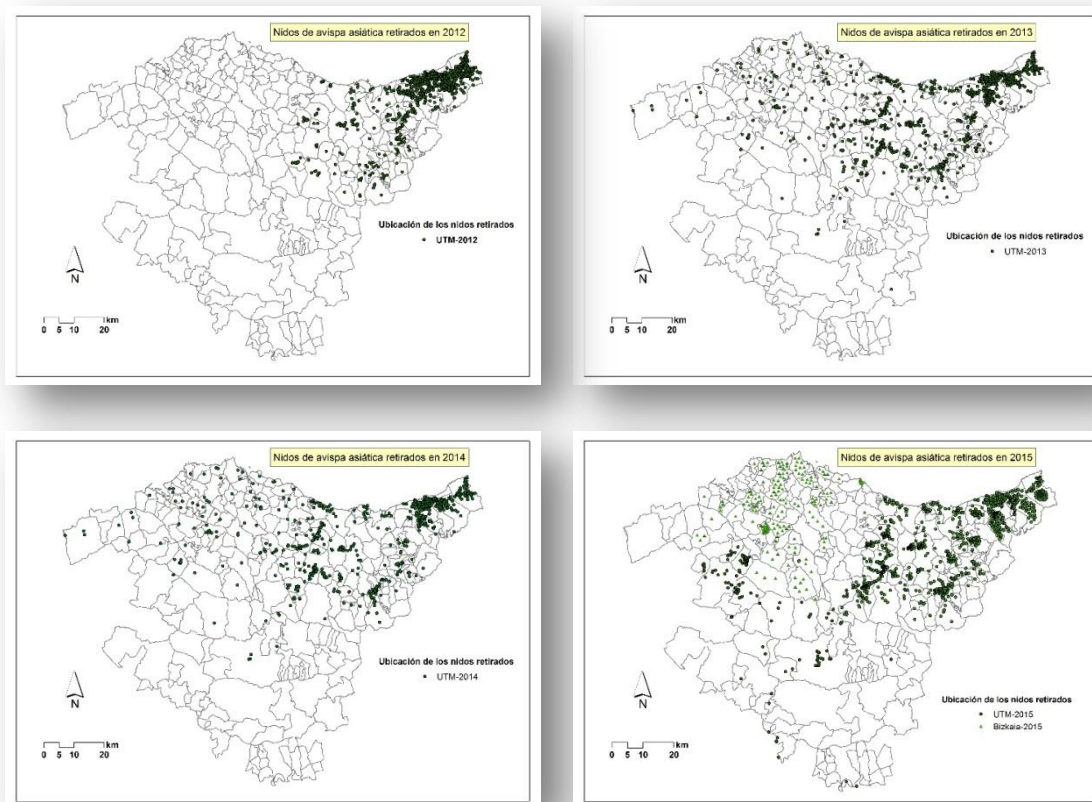 Nidos de avispa asiática retirados en 2012
Ubicación de los nidos retirados
UTM-2012
N
km
0 5 10 20
Nidos de avispa asiática retirados en 2013
Ubicación de los nidos retirados
UTM-2013
N
km
0 5 10 20
Nidos de avispa asiática retirados en 2014
Ubicación de los nidos retirados
UTM-2014
N
km
0 5 10 20
Nidos de avispa asiática retirados en 2015
Ubicación de los nidos retirados
UTM-2015
Bizkaia-2015
N
km
0 5 10 20